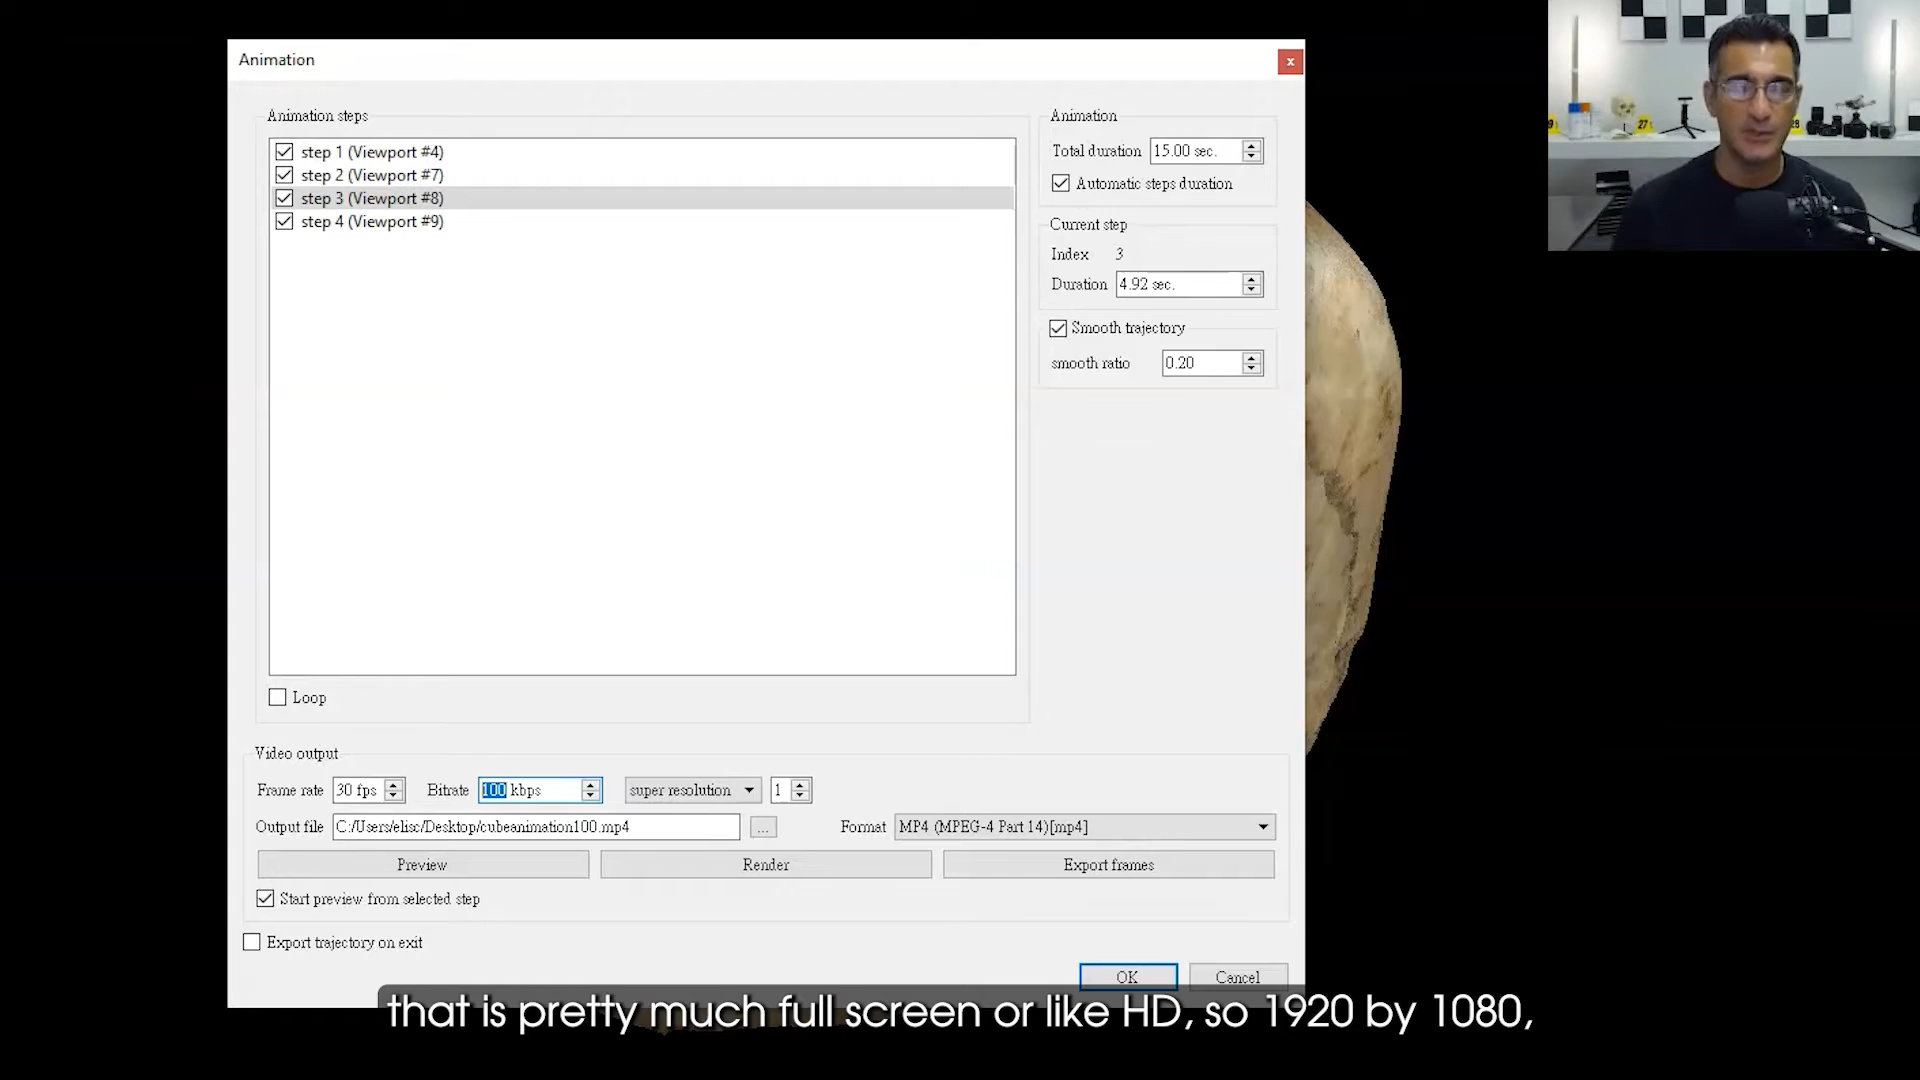 Animation
x
Animation steps
step 1 (Viewport #4)
step 2 (Viewport #7)
step 3 (Viewport #8)
step 4 (Viewport #9)
Loop
Animation
Total duration 15.00 sec.
Automatic steps duration
Current step
Index 3
Duration 4.92 sec.
Smooth trajectory
smooth ratio 0.20
Video output
Frame rate 30 fps Bitrate 100 kbps super resolution 1
Output file C:/Users/elisc/Desktop/cubeanimation100.mp4 ... Format MP4 (MPEG-4 Part 14)[mp4]
Preview Render Export frames
Start preview from selected step
Export trajectory on exit
OK Cancel
that is pretty much full screen or like HD, so 1920 by 1080,
27
28